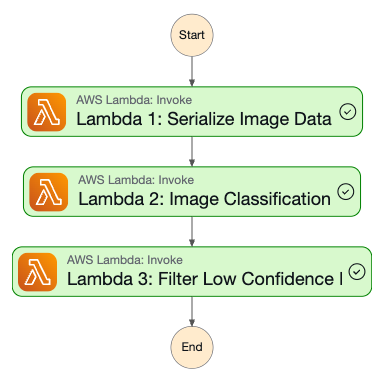 Start
AWS Lambda: Invoke
Lambda 1: Serialize Image Data
AWS Lambda: Invoke
Lambda 2: Image Classification
AWS Lambda: Invoke
Lambda 3: Filter Low Confidence
End